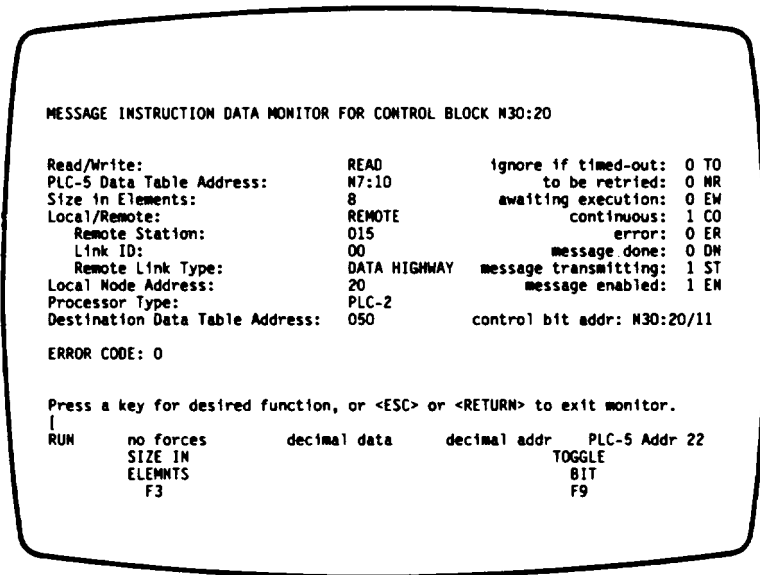 MESSAGE INSTRUCTION DATA MONITOR FOR CONTROL BLOCK N30:20
Read/Write: READ ignore if timed-out: 0 TO
PLC-5 Data Table Address: N7:10 to be retried: 0 NR
Size in Elements: 8 awaiting execution: 0 EW
Local/Remote: REMOTE continuous: 1 CO
Remote Station: 015 error: 0 ER
Link ID: 00 message done: 0 DN
Remote Link Type: DATA HIGHWAY message transmitting: 1 ST
Local Node Address: 20 message enabled: 1 EN
Processor Type: PLC-2
Destination Data Table Address: 050 control bit addr: N30:20/11
ERROR CODE: 0
Press a key for desired function, or <ESC> or <RETURN> to exit monitor.
[
RUN no forces decimal data decimal addr PLC-5 Addr 22
SIZE IN TOGGLE
ELEMNTS BIT
F3 F9